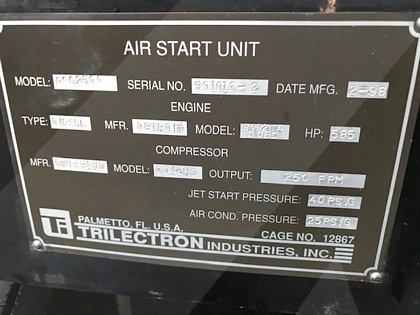 AIR START UNIT
MODEL: SERIAL NO. DATE MFG. 2-98
ENGINE
TYPE: DIESEL MFR. DETROIT MODEL: HP: 585
COMPRESSOR
MFR. MODEL: OUTPUT: 250 PPM
JET START PRESSURE: 40 PSIG
AIR COND. PRESSURE: 25 PSIG
PALMETTO, FL, U.S.A. CAGE NO. 12867
TRILECTRON INDUSTRIES, INC.